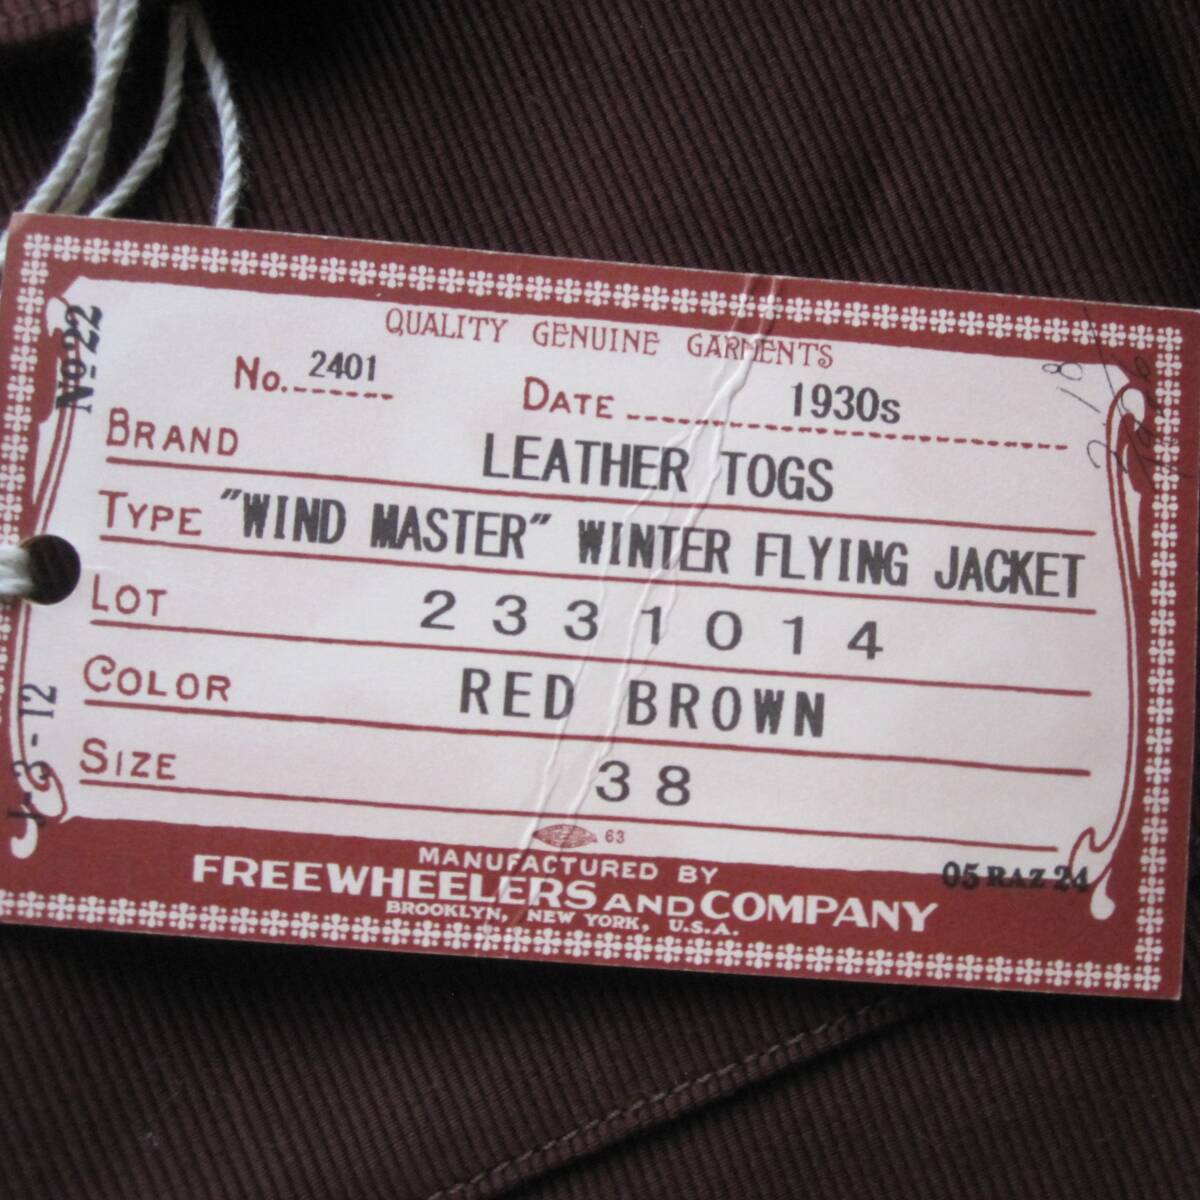 QUALITY GENUINE GARMENTS
No. 2401 DATE 1930s
BRAND LEATHER TOGS
TYPE "WIND MASTER" WINTER FLYING JACKET
LOT 2331014
COLOR RED BROWN
SIZE 38
63
MANUFACTURED BY
FREEWHEELERS AND COMPANY
BROOKLYN, NEW YORK, U.S.A.
05 RAZ 24
No 22